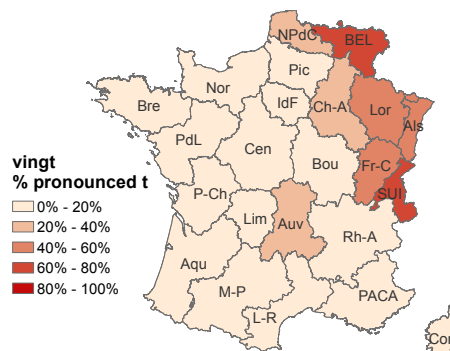 NPdC
BEL
Pic
Nor
Lor
IdF
Ch-A
Als
Bre
PdL
Cen
Bou
Fr-C
SUI
P-Ch
Lim
Auv
Rh-A
Aqu
M-P
L-R
PACA
vingt
% pronounced t
0% - 20%
20% - 40%
40% - 60%
60% - 80%
80% - 100%